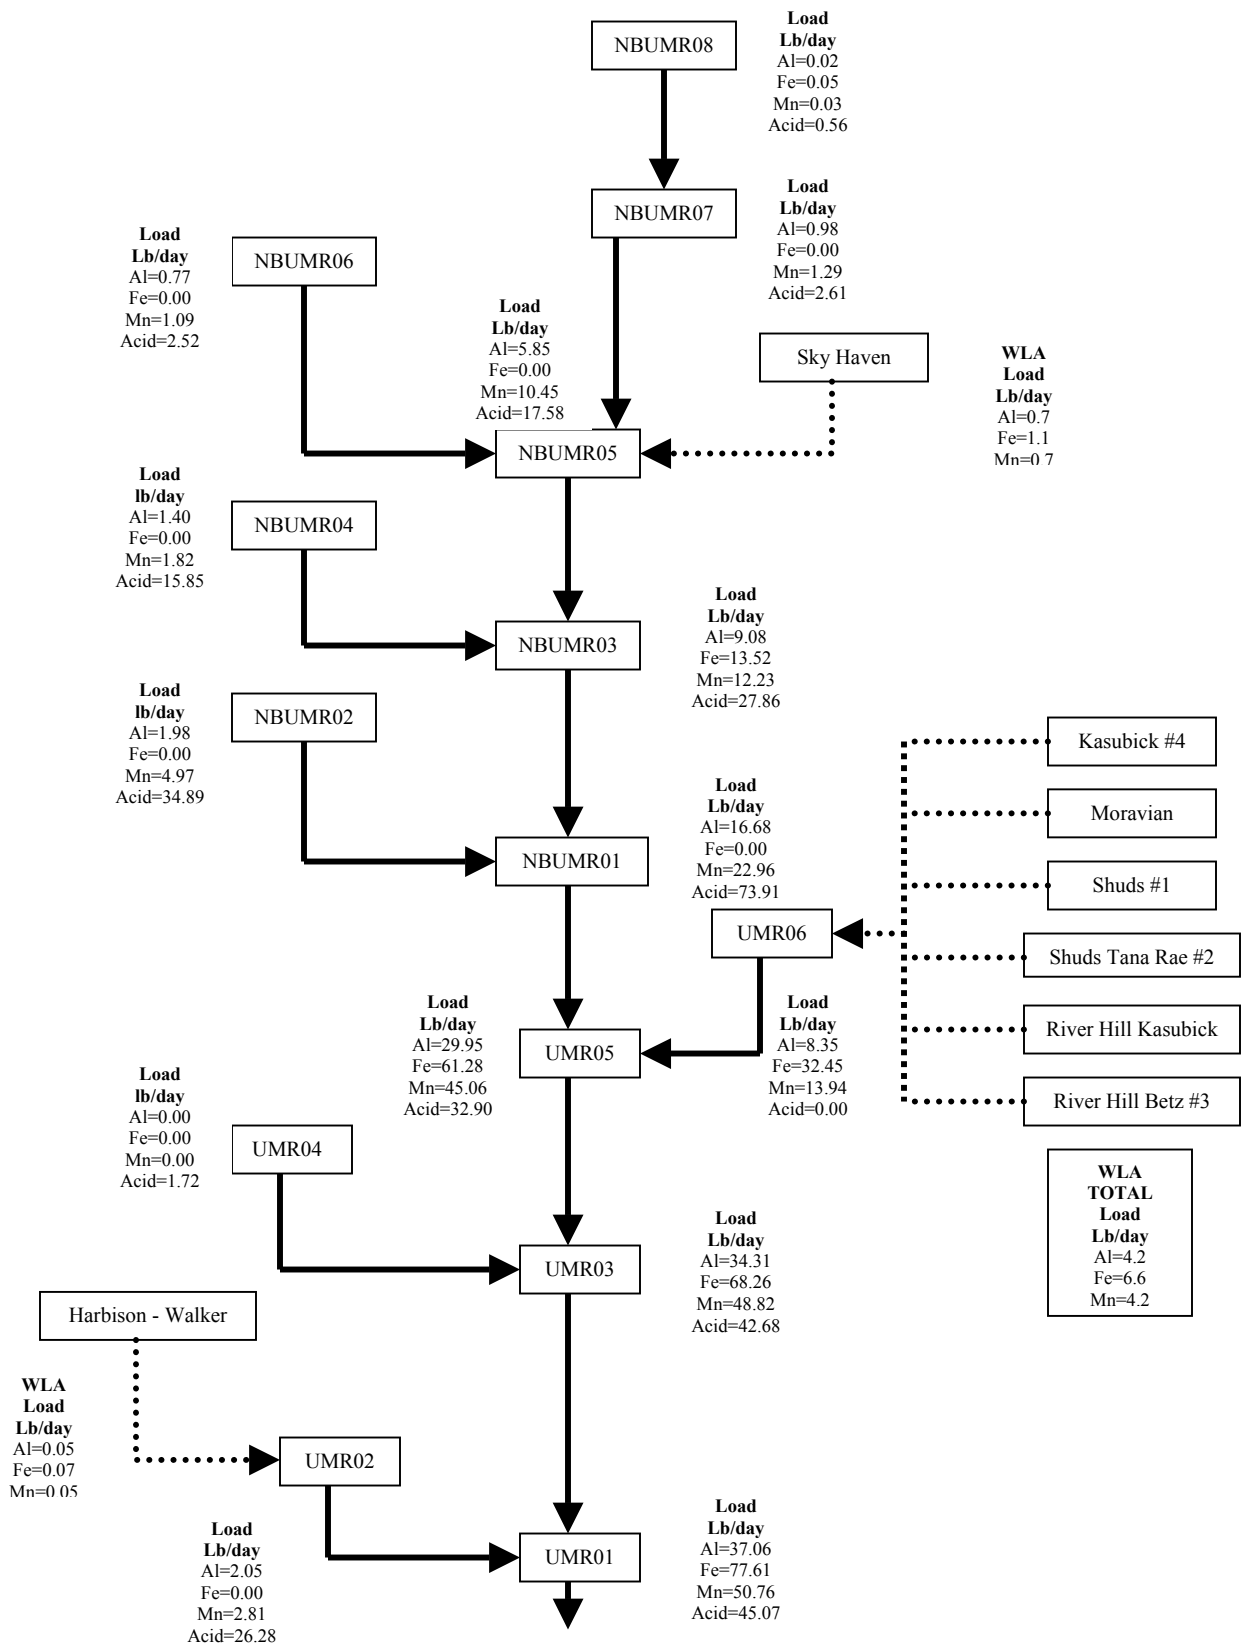 NBUMR08
Load
Lb/day
Al=0.02
Fe=0.05
Mn=0.03
Acid=0.56
NBUMR07
Load
Lb/day
Al=0.98
Fe=0.00
Mn=1.29
Acid=2.61
Load
Lb/day
Al=0.77
Fe=0.00
Mn=1.09
Acid=2.52
NBUMR06
Load
Lb/day
Al=5.85
Fe=0.00
Mn=10.45
Acid=17.58
Sky Haven
WLA
Load
Lb/day
Al=0.7
Fe=1.1
Mn=0.7
NBUMR05
Load
lb/day
Al=1.40
Fe=0.00
Mn=1.82
Acid=15.85
NBUMR04
NBUMR03
Load
Lb/day
Al=9.08
Fe=13.52
Mn=12.23
Acid=27.86
Load
lb/day
Al=1.98
Fe=0.00
Mn=4.97
Acid=34.89
NBUMR02
Kasubick #4
Moravian
Shuds #1
Shuds Tana Rae #2
River Hill Kasubick
River Hill Betz #3
Load
Lb/day
Al=16.68
Fe=0.00
Mn=22.96
Acid=73.91
NBUMR01
UMR06
Load
Lb/day
Al=29.95
Fe=61.28
Mn=45.06
Acid=32.90
UMR05
Load
Lb/day
Al=8.35
Fe=32.45
Mn=13.94
Acid=0.00
Load
lb/day
Al=0.00
Fe=0.00
Mn=0.00
Acid=1.72
UMR04
WLA
TOTAL
Load
Lb/day
Al=4.2
Fe=6.6
Mn=4.2
UMR03
Load
Lb/day
Al=34.31
Fe=68.26
Mn=48.82
Acid=42.68
Harbison - Walker
WLA
Load
Lb/day
Al=0.05
Fe=0.07
Mn=0.05
UMR02
Load
Lb/day
Al=2.05
Fe=0.00
Mn=2.81
Acid=26.28
UMR01
Load
Lb/day
Al=37.06
Fe=77.61
Mn=50.76
Acid=45.07